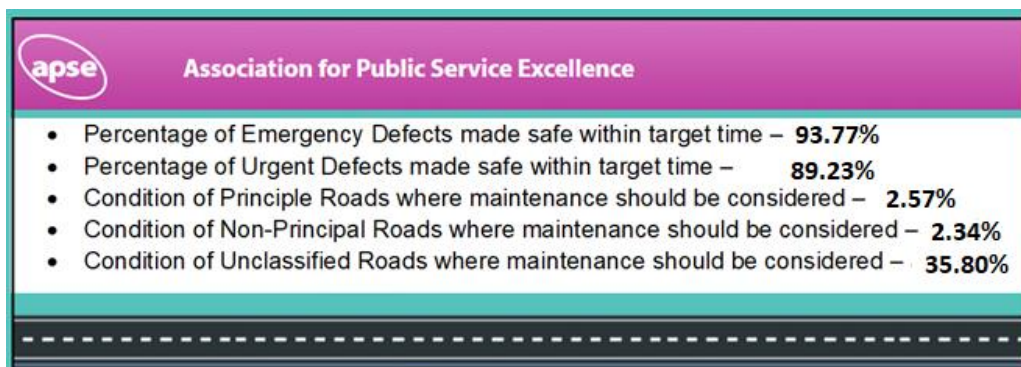 apse
Association for Public Service Excellence
• Percentage of Emergency Defects made safe within target time – 93.77%
• Percentage of Urgent Defects made safe within target time – 89.23%
• Condition of Principle Roads where maintenance should be considered – 2.57%
• Condition of Non-Principal Roads where maintenance should be considered – 2.34%
• Condition of Unclassified Roads where maintenance should be considered – 35.80%